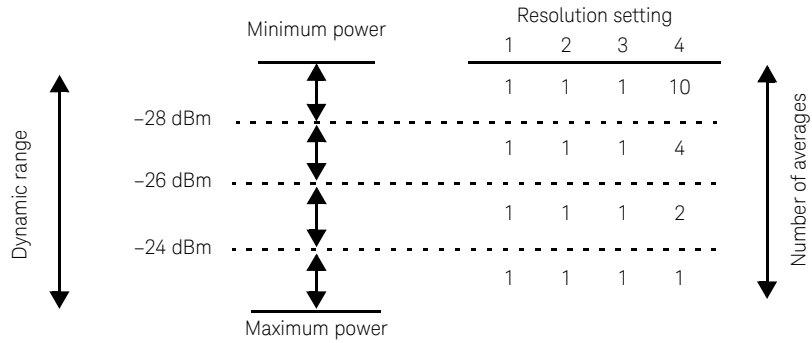 Minimum power
Resolution setting
1 2 3 4
1 1 1 10
–28 dBm
1 1 1 4
–26 dBm
1 1 1 2
–24 dBm
1 1 1 1
Maximum power
Dynamic range
Number of averages